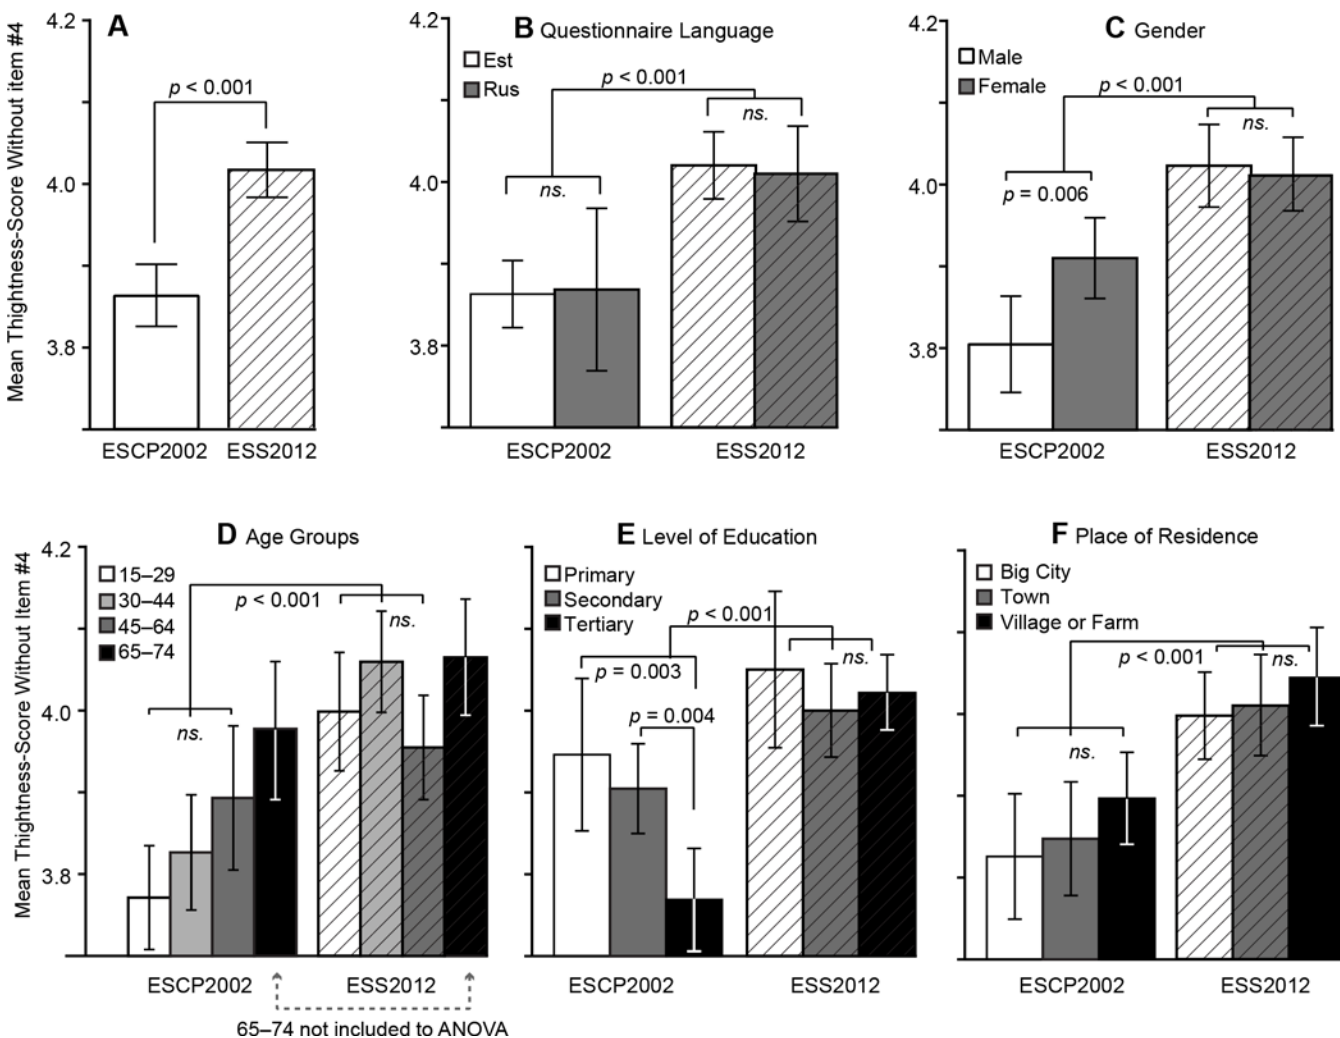 Mean Thightness-Score Without item #4
A
4.2
4.0
3.8
p < 0.001
ESCP2002
ESS2012
B Questionnaire Language
4.2
4.0
3.8
Est
Rus
p < 0.001
ns.
ns.
ESCP2002
ESS2012
C Gender
4.2
4.0
3.8
Male
Female
p < 0.001
ns.
p = 0.006
ESCP2002
ESS2012
Mean Thightness-Score Without Item #4
D Age Groups
4.2
4.0
3.8
15–29
30–44
45–64
65–74
p < 0.001
ns.
ns.
ESCP2002
ESS2012
65–74 not included to ANOVA
E Level of Education
Primary
Secondary
Tertiary
p < 0.001
ns.
p = 0.003
p = 0.004
ESCP2002
ESS2012
F Place of Residence
Big City
Town
Village or Farm
p < 0.001
ns.
ns.
ESCP2002
ESS2012